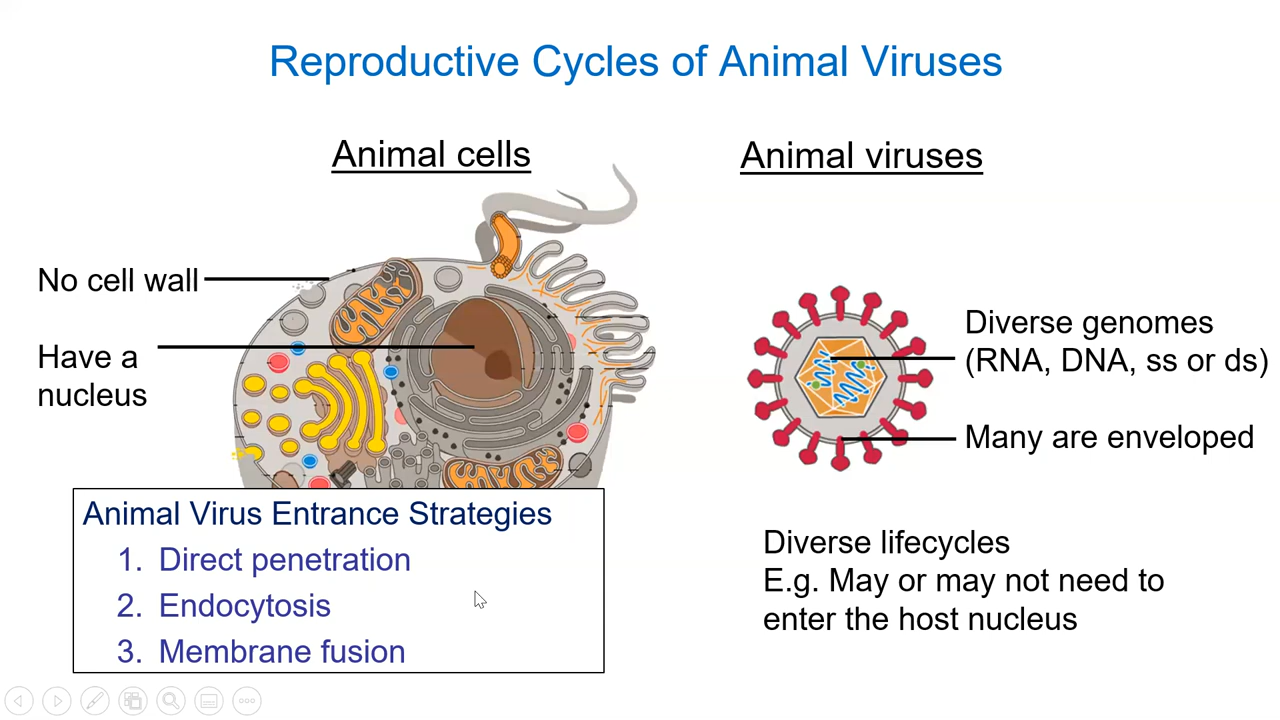 Reproductive Cycles of Animal Viruses
Animal cells
No cell wall
Have a
nucleus
Animal Virus Entrance Strategies
1. Direct penetration
2. Endocytosis
3. Membrane fusion
Animal viruses
Diverse genomes
(RNA, DNA, ss or ds)
Many are enveloped
Diverse lifecycles
E.g. May or may not need to
enter the host nucleus